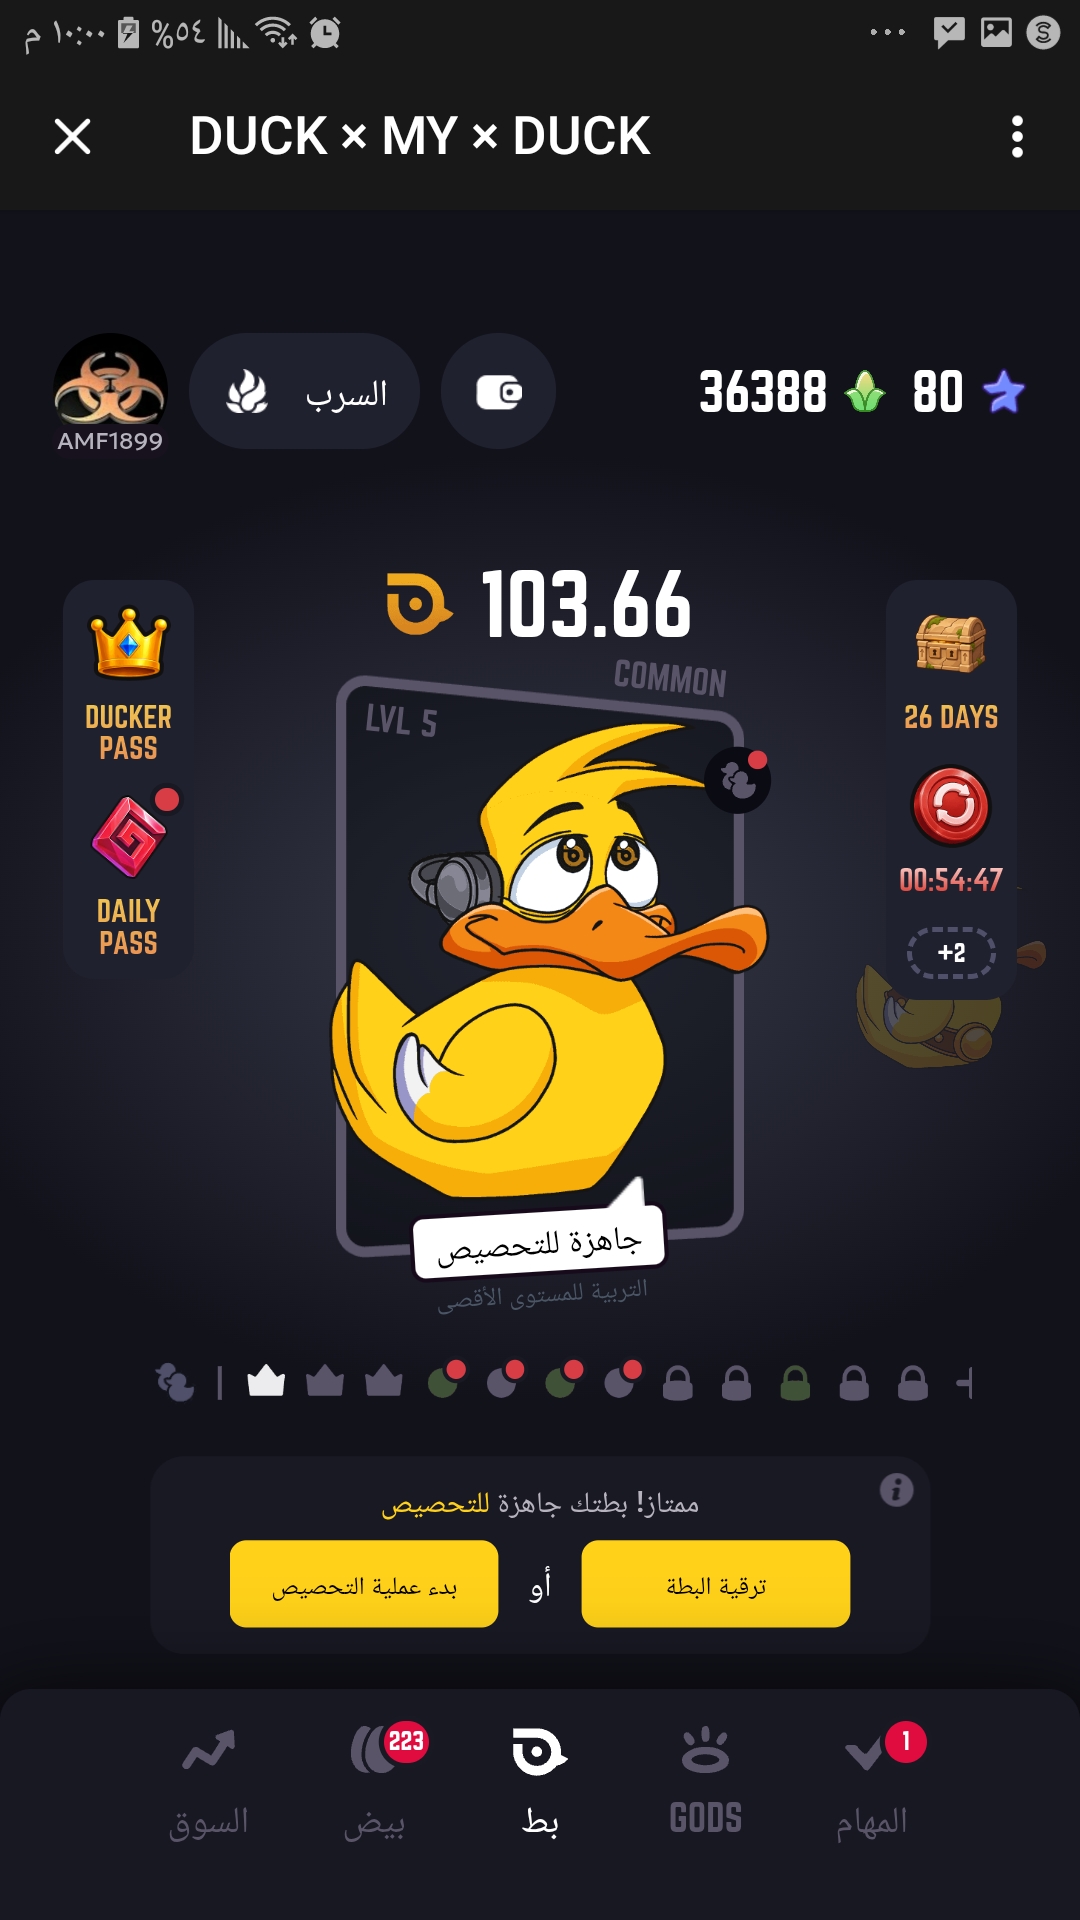 ١٠:٠٠ م
%٥٤
DUCK × MY × DUCK
AMF1899
السرب
36388
80
103.66
COMMON
LVL 5
DUCKER
PASS
DAILY
PASS
26 DAYS
00:54:47
+2
جاهزة للتحصيص
التربية للمستوى الأقصى
ممتاز! بطتك جاهزة للتحصيص
ترقية البطة
أو
بدء عملية التحصيص
المهام
1
GODS
بط
بيض
223
السوق